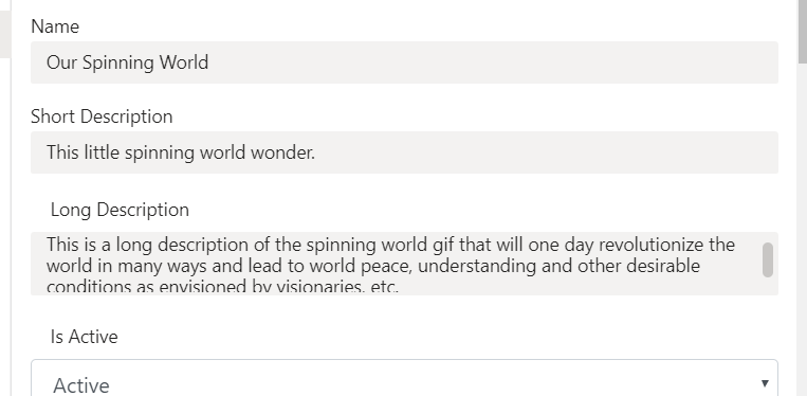 Name
Our Spinning World
Short Description
This little spinning world wonder.
Long Description
This is a long description of the spinning world gif that will one day revolutionize the
world in many ways and lead to world peace, understanding and other desirable
conditions as envisioned by visionaries, etc.
Is Active
Active